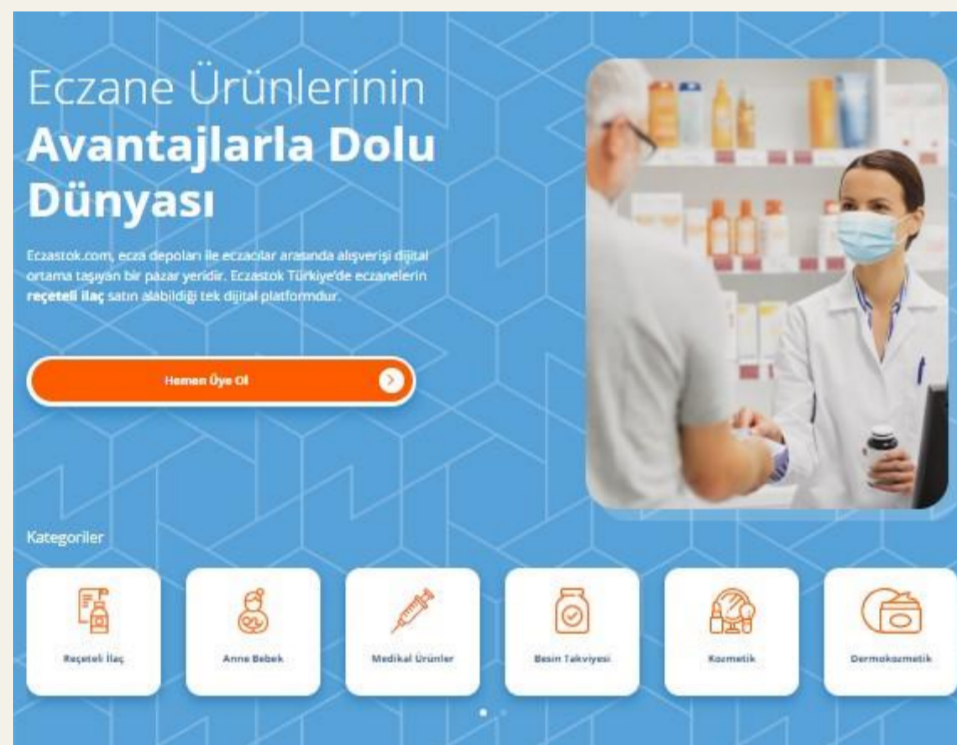 Eczane Ürünlerinin
Avantajlarla Dolu
Dünyası
Eczastok.com, ecza depoları ile eczacılar arasında alışverişi dijital
ortama taşıyan bir pazar yeridir. Eczastok Türkiye'de eczanelerin
reçeteli ilaç satın alabildiği tek dijital platformdur.
Hemen Üye Ol
Kategoriler
Reçeteli İlaç
Anne Bebek
Medikal Ürünler
Besin Takviyesi
Kozmetik
Dermokozmetik